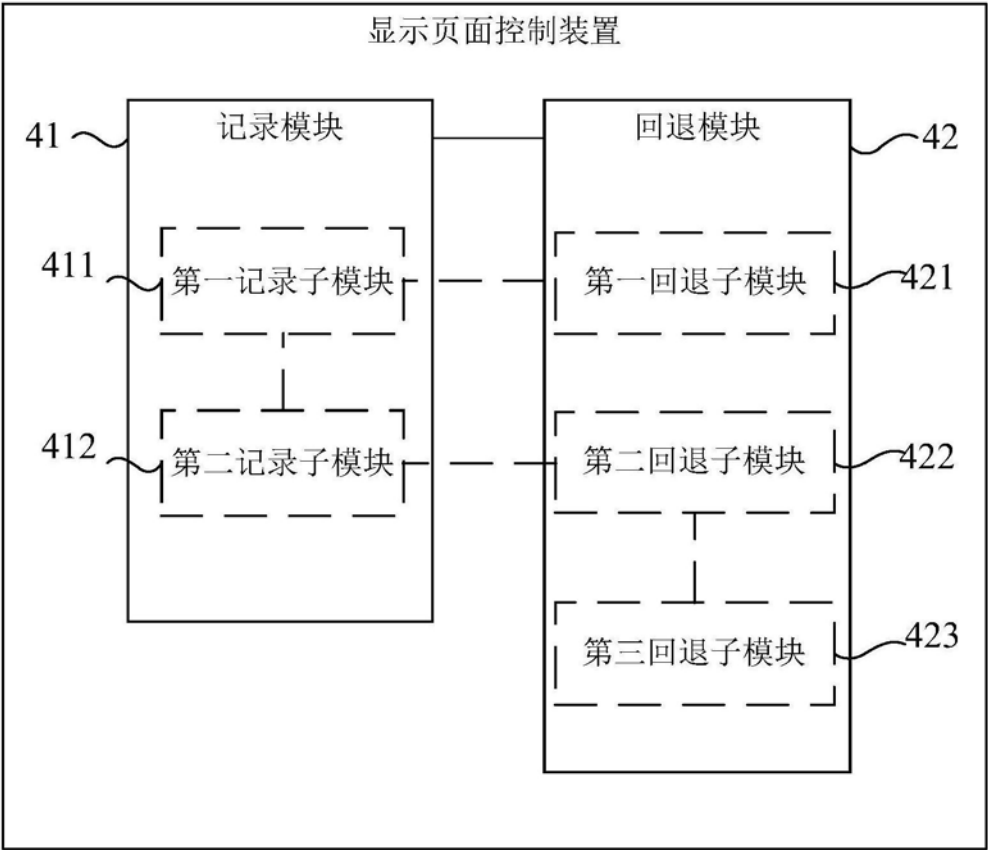 显示页面控制装置
41
记录模块
回退模块
42
411
第一记录子模块
第一回退子模块
421
412
第二记录子模块
第二回退子模块
422
第三回退子模块
423